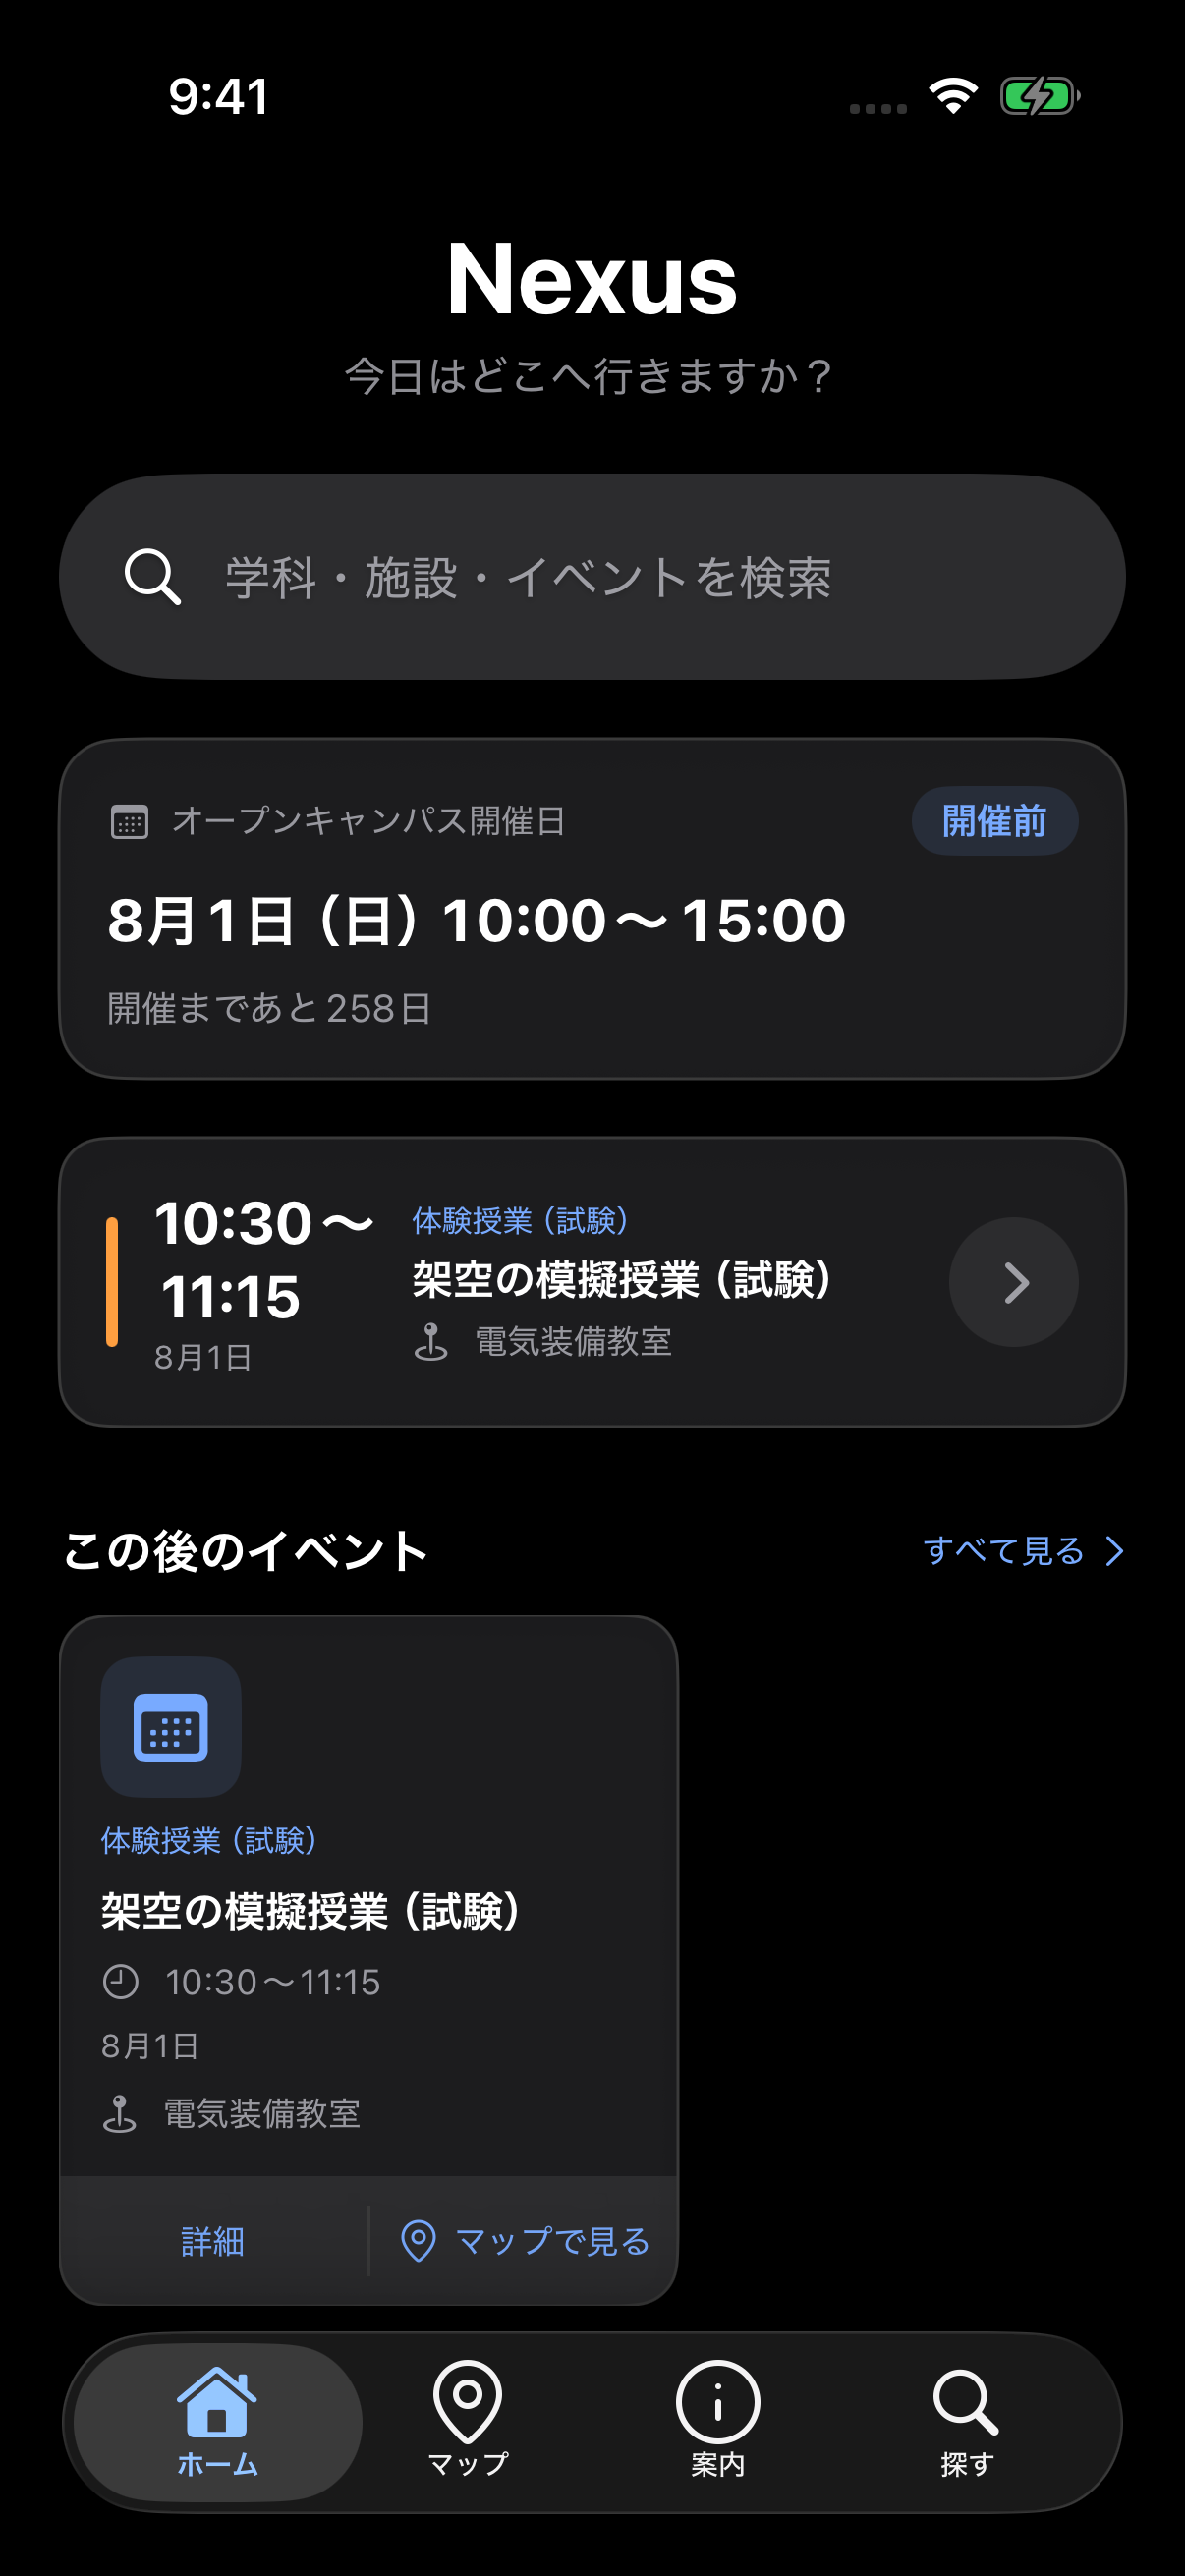 9:41
Nexus
今日はどこへ行きますか？
学科・施設・イベントを検索
オープンキャンパス開催日
開催前
8月1日（日）10:00〜15:00
開催まであと258日
10:30〜
11:15
8月1日
体験授業（試験）
架空の模擬授業（試験）
電気装備教室
この後のイベント
すべて見る
体験授業（試験）
架空の模擬授業（試験）
10:30〜11:15
8月1日
電気装備教室
詳細
マップで見る
ホーム
マップ
案内
探す